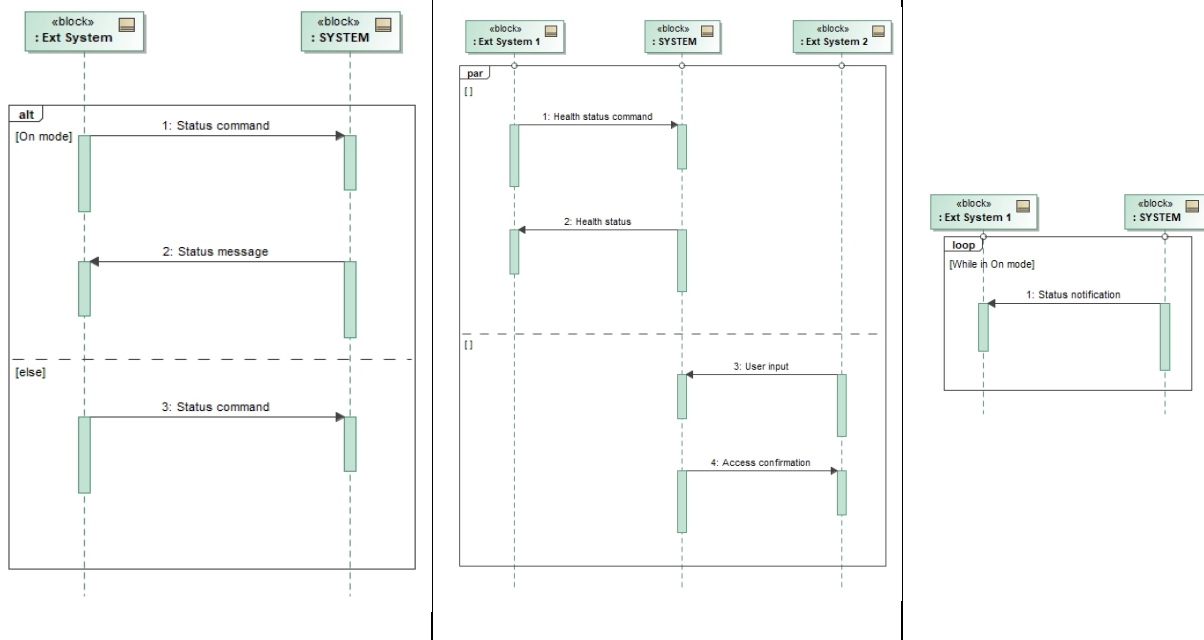 «block»
: Ext System
«block»
: SYSTEM
alt
[On mode]
1: Status command
2: Status message
[else]
3: Status command
«block»
: Ext System 1
«block»
: SYSTEM
«block»
: Ext System 2
par
[ ]
1: Health status command
2: Health status
[ ]
3: User input
4: Access confirmation
«block»
: Ext System 1
«block»
: SYSTEM
loop
[While in On mode]
1: Status notification